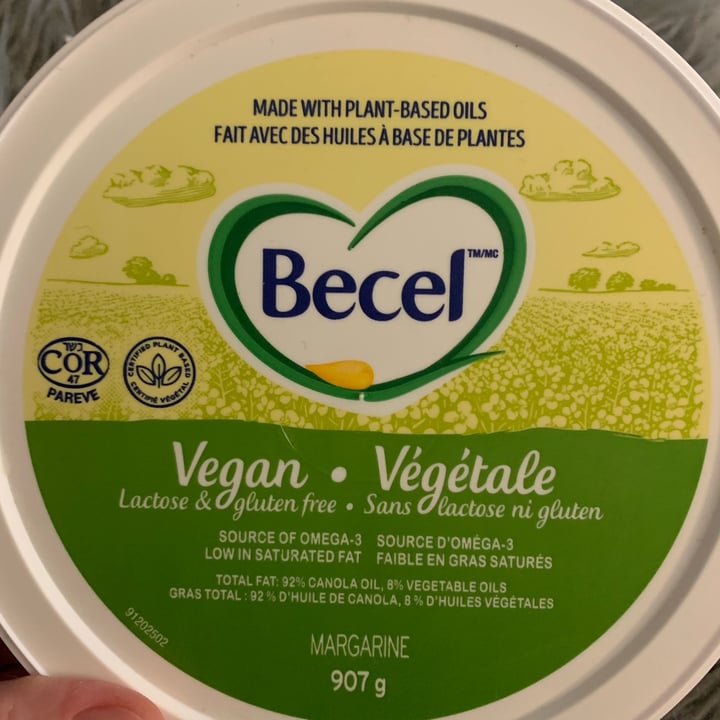 MADE WITH PLANT-BASED OILS
FAIT AVEC DES HUILES À BASE DE PLANTES
Becel TM/MC
כשר
COR
47
PAREVE
CERTIFIED PLANT BASED
CERTIFIÉ VÉGÉTAL
Vegan • Végétale
Lactose & gluten free • Sans lactose ni gluten
SOURCE OF OMEGA-3 SOURCE D'OMÉGA-3
LOW IN SATURATED FAT FAIBLE EN GRAS SATURÉS
TOTAL FAT: 92% CANOLA OIL, 8% VEGETABLE OILS
GRAS TOTAL : 92 % D'HUILE DE CANOLA, 8 % D'HUILES VÉGÉTALES
91202502
MARGARINE
907 g